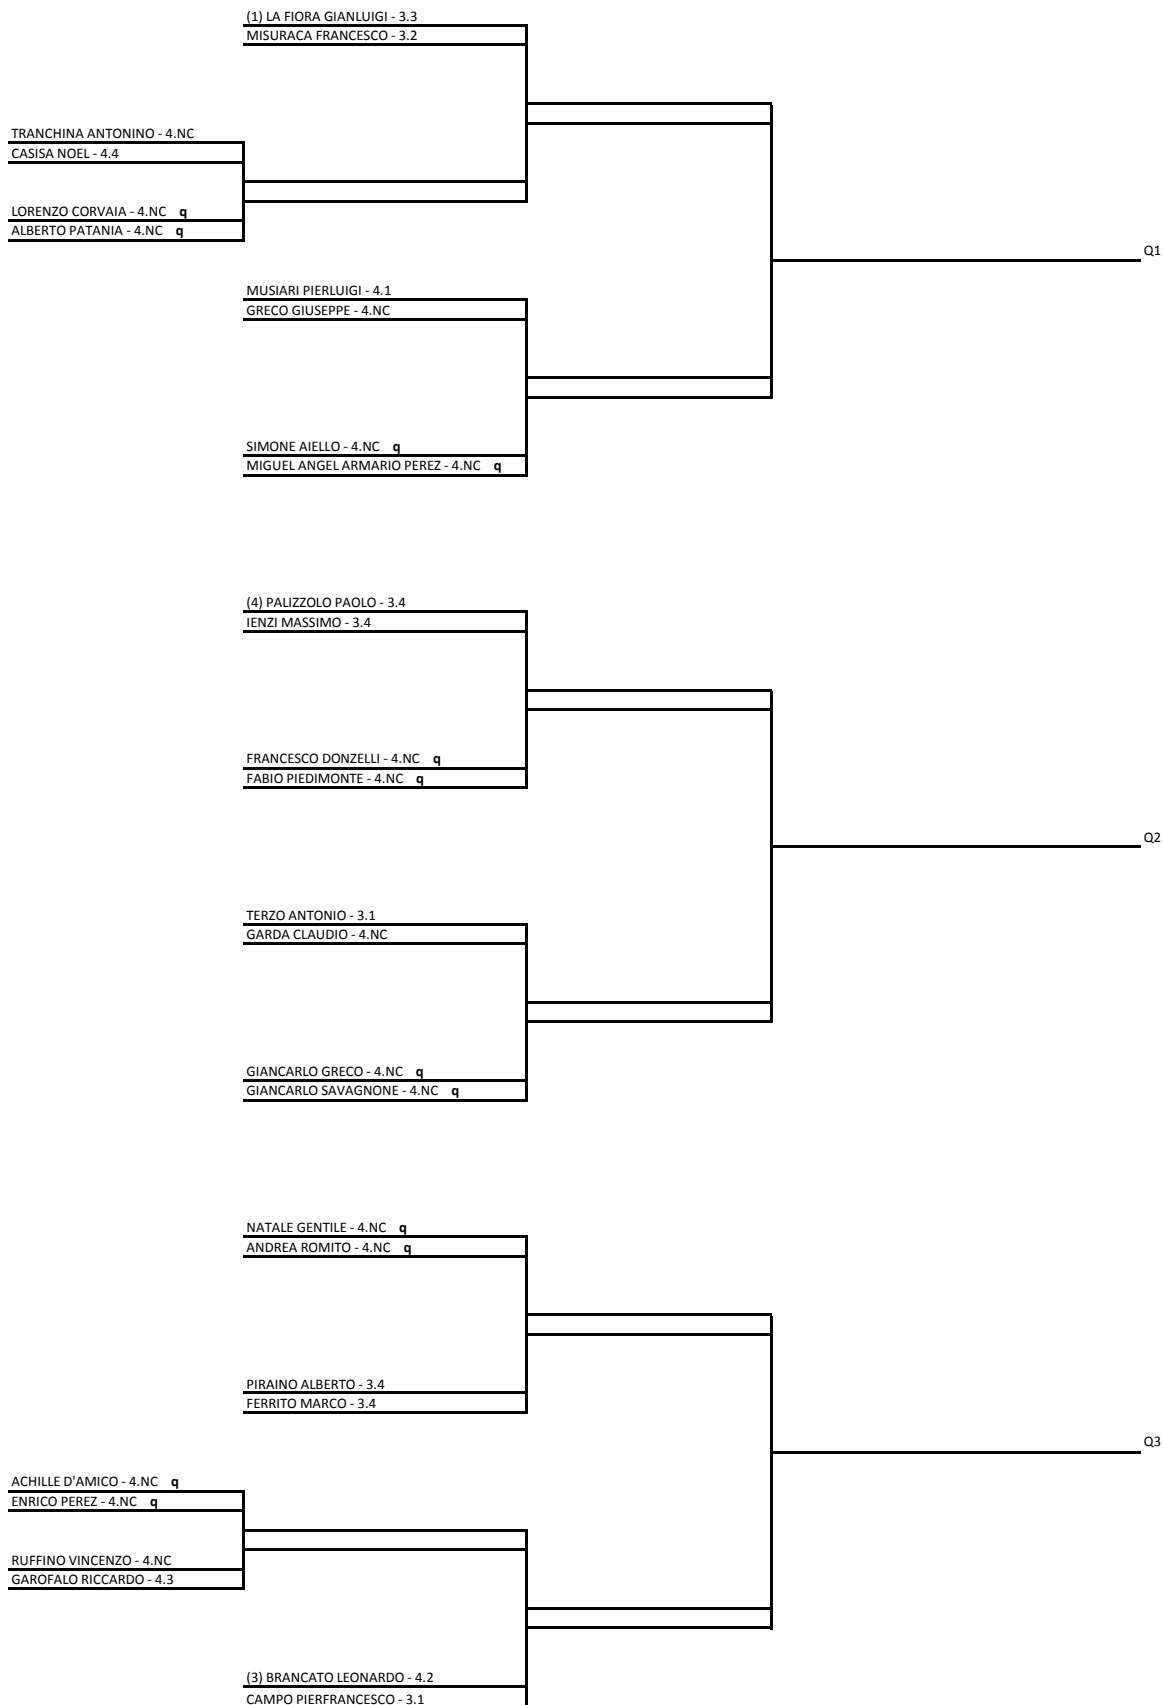 (1) LA FIORA GIANLUIGI - 3.3
MISURACA FRANCESCO - 3.2
TRANCHINA ANTONINO - 4.NC
CASISA NOEL - 4.4
LORENZO CORVAIA - 4.NC q
ALBERTO PATANIA - 4.NC q
Q1
MUSIARI PIERLUIGI - 4.1
GRECO GIUSEPPE - 4.NC
SIMONE AIELLO - 4.NC q
MIGUEL ANGEL ARMARIO PEREZ - 4.NC q
(4) PALIZZOLO PAOLO - 3.4
IENZI MASSIMO - 3.4
FRANCESCO DONZELLI - 4.NC q
FABIO PIEDIMONTE - 4.NC q
Q2
TERZO ANTONIO - 3.1
GARDA CLAUDIO - 4.NC
GIANCARLO GRECO - 4.NC q
GIANCARLO SAVAGNONE - 4.NC q
NATALE GENTILE - 4.NC q
ANDREA ROMITO - 4.NC q
PIRAINO ALBERTO - 3.4
FERRITO MARCO - 3.4
Q3
ACHILLE D'AMICO - 4.NC q
ENRICO PEREZ - 4.NC q
RUFFINO VINCENZO - 4.NC
GAROFALO RICCARDO - 4.3
(3) BRANCATO LEONARDO - 4.2
CAMPO PIERFRANCESCO - 3.1